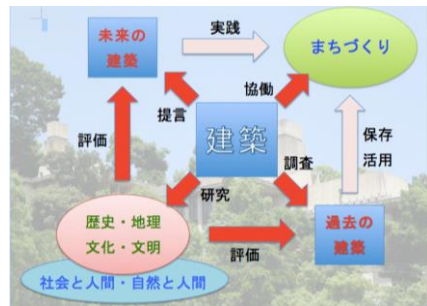 未来の
建築
実践
まちづくり
提言
協働
建築
評価
保存
活用
研究
調査
歴史・地理
文化・文明
評価
過去の
建築
社会と人間・自然と人間